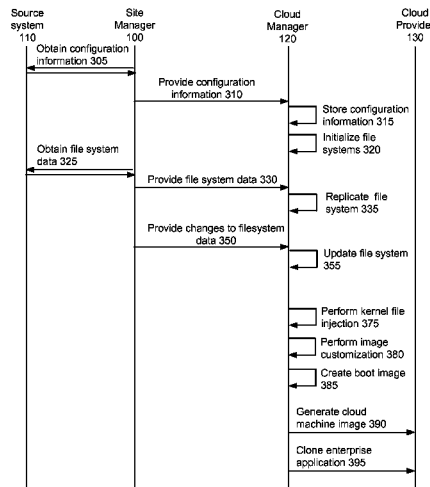 Source
system
110
Site
Manager
100
Cloud
Manager
120
Cloud
Provide
130
Obtain configuration
information 305
Provide configuration
information 310
Store configuration
information 315
Initialize file
systems 320
Obtain file system
data 325
Provide file system data 330
Replicate file
system 335
Provide changes to filesystem
data 350
Update file system
355
Perform kernel file
injection 375
Perform image
customization 380
Create boot image
385
Generate cloud
machine image 390
Clone enterprise
application 395